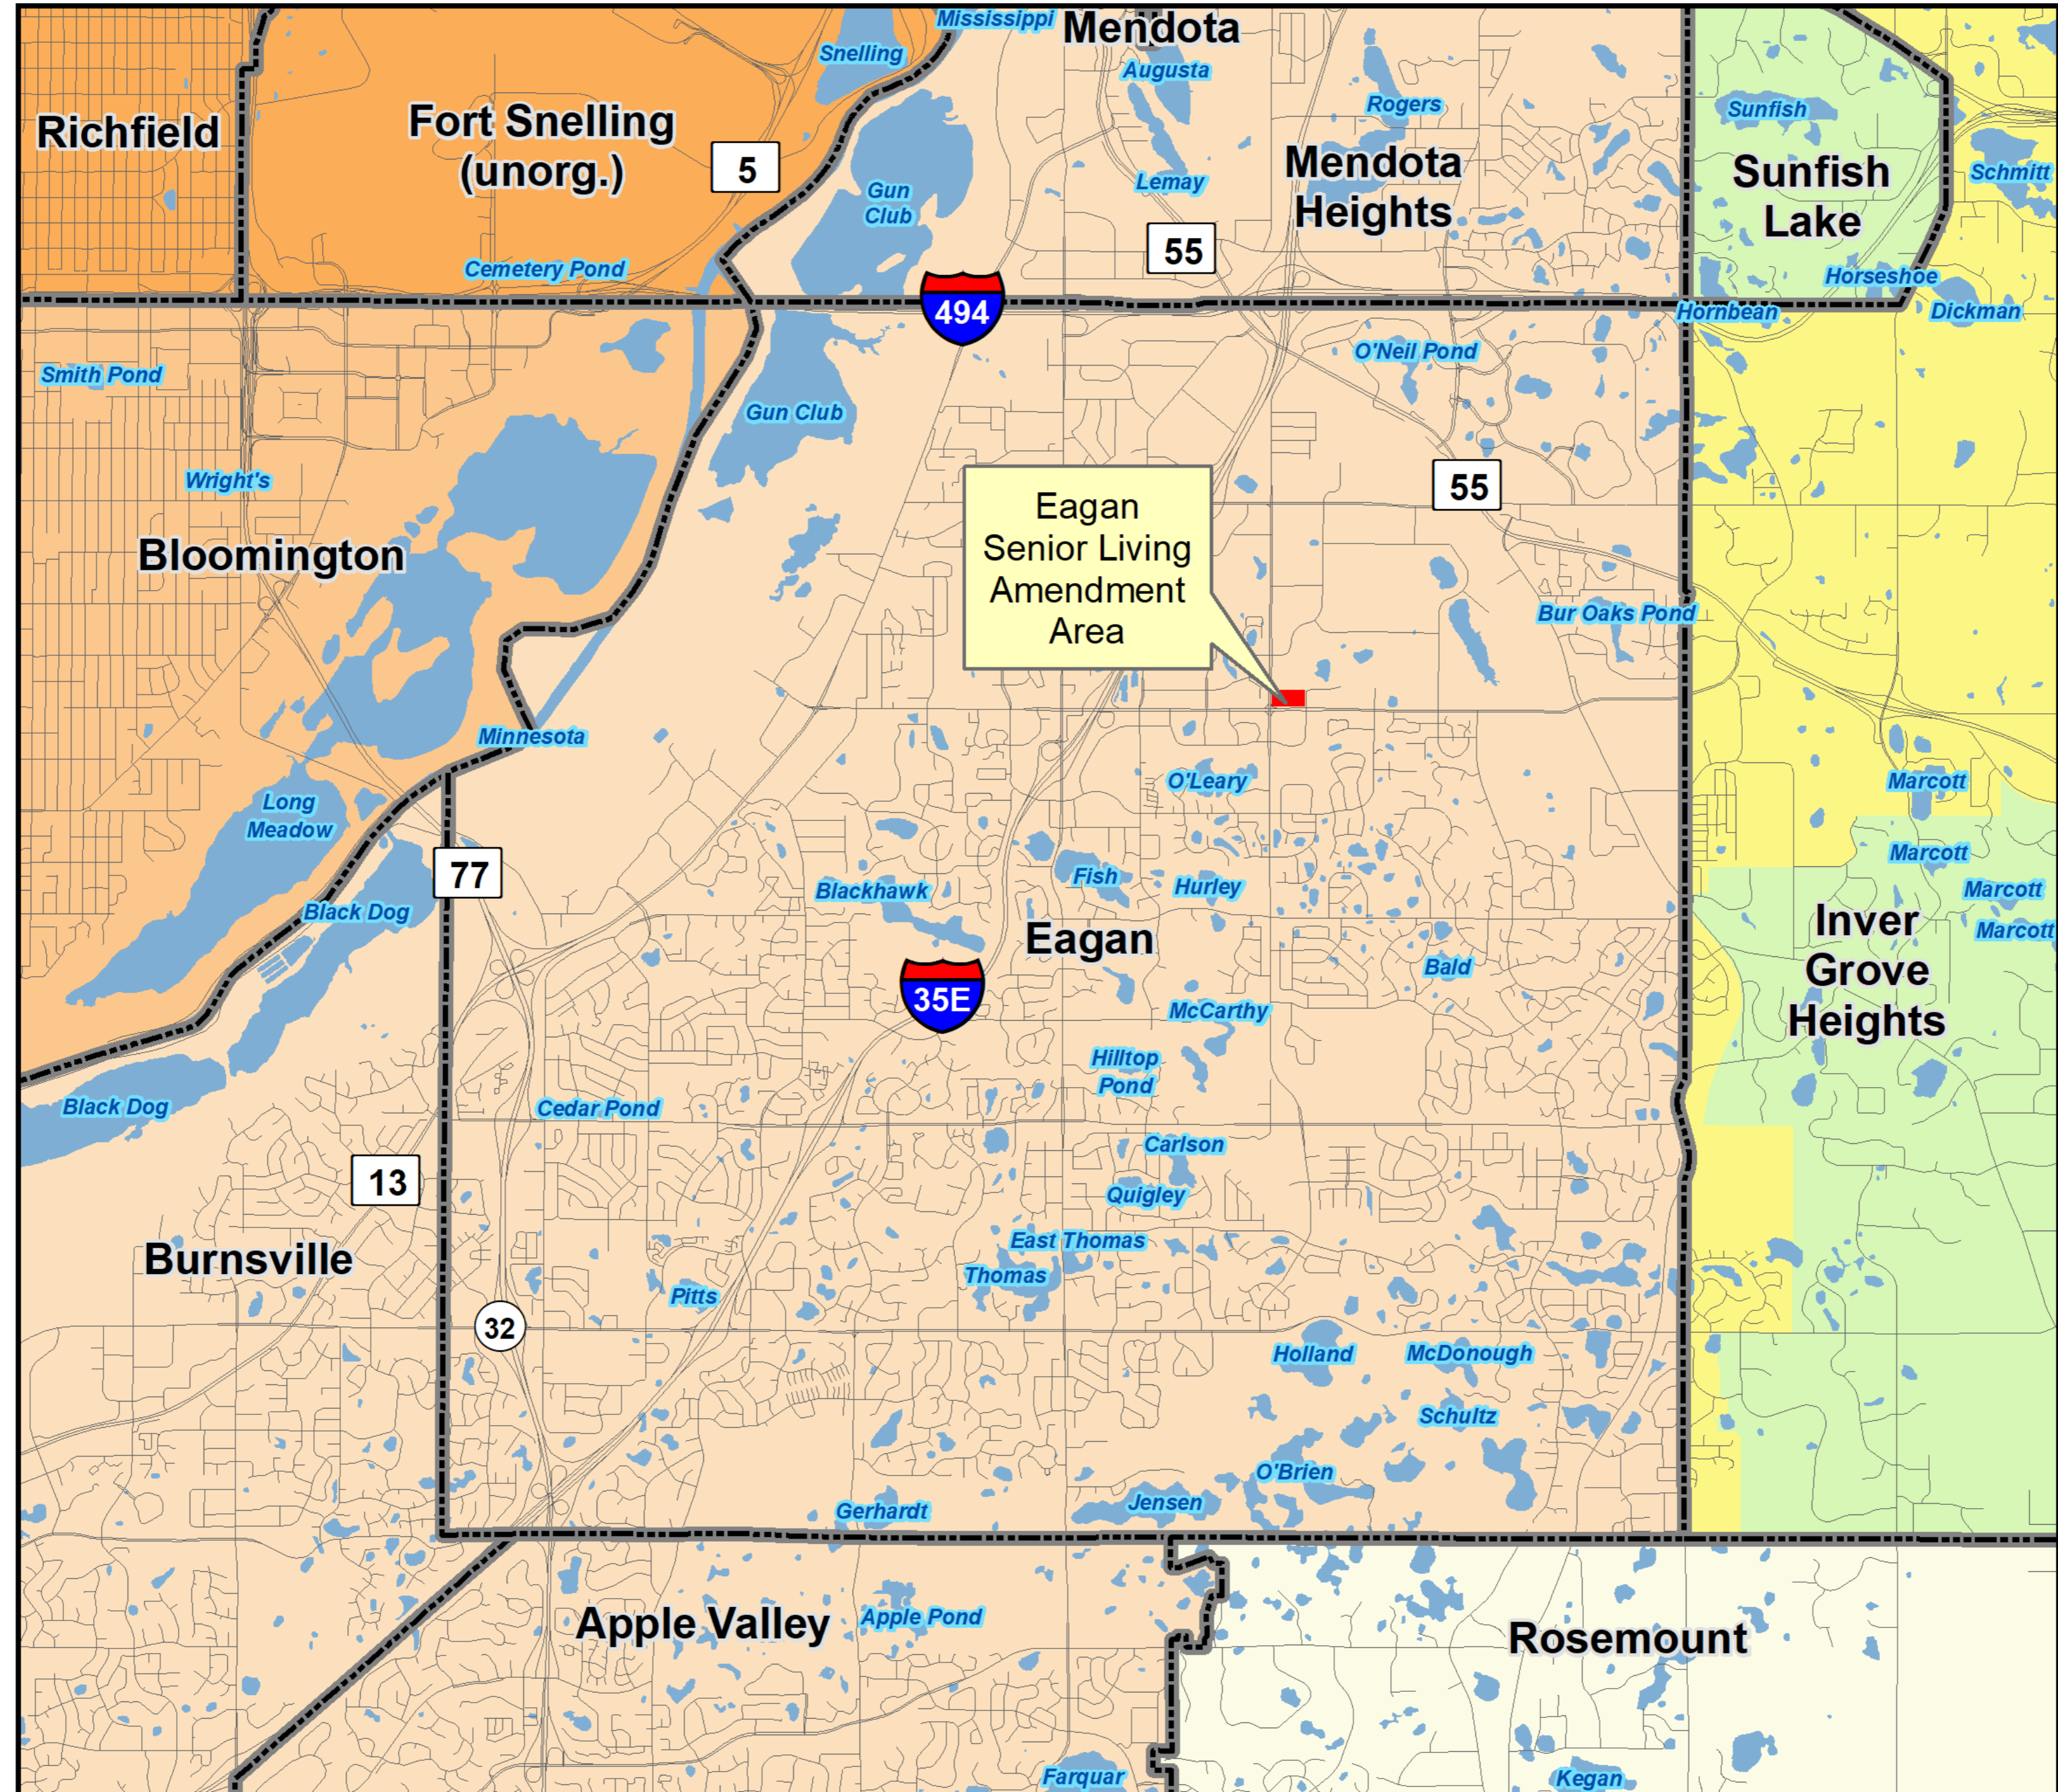 Mississippi
Mendota
Snelling
Augusta
Rogers
Sunfish
Richfield
Fort Snelling
(unorg.)
5
Gun
Club
Lemay
Mendota
Heights
Sunfish
Lake
Schmitt
55
Cemetery Pond
Horseshoe
494
Hornbean
Dickman
Smith Pond
O'Neil Pond
Gun Club
Wright's
55
Bloomington
Eagan
Senior Living
Amendment
Area
Bur Oaks Pond
Minnesota
O'Leary
Marcott
Long
Meadow
77
Marcott
Blackhawk
Fish
Hurley
Marcott
Black Dog
Eagan
Inver
Grove
Heights
Marcott
Bald
35E
McCarthy
Hilltop
Pond
Black Dog
Cedar Pond
Carlson
13
Quigley
Burnsville
East Thomas
Thomas
Pitts
32
Holland
McDonough
Schultz
O'Brien
Gerhardt
Jensen
Apple Valley
Apple Pond
Rosemount
Farquar
Kegan